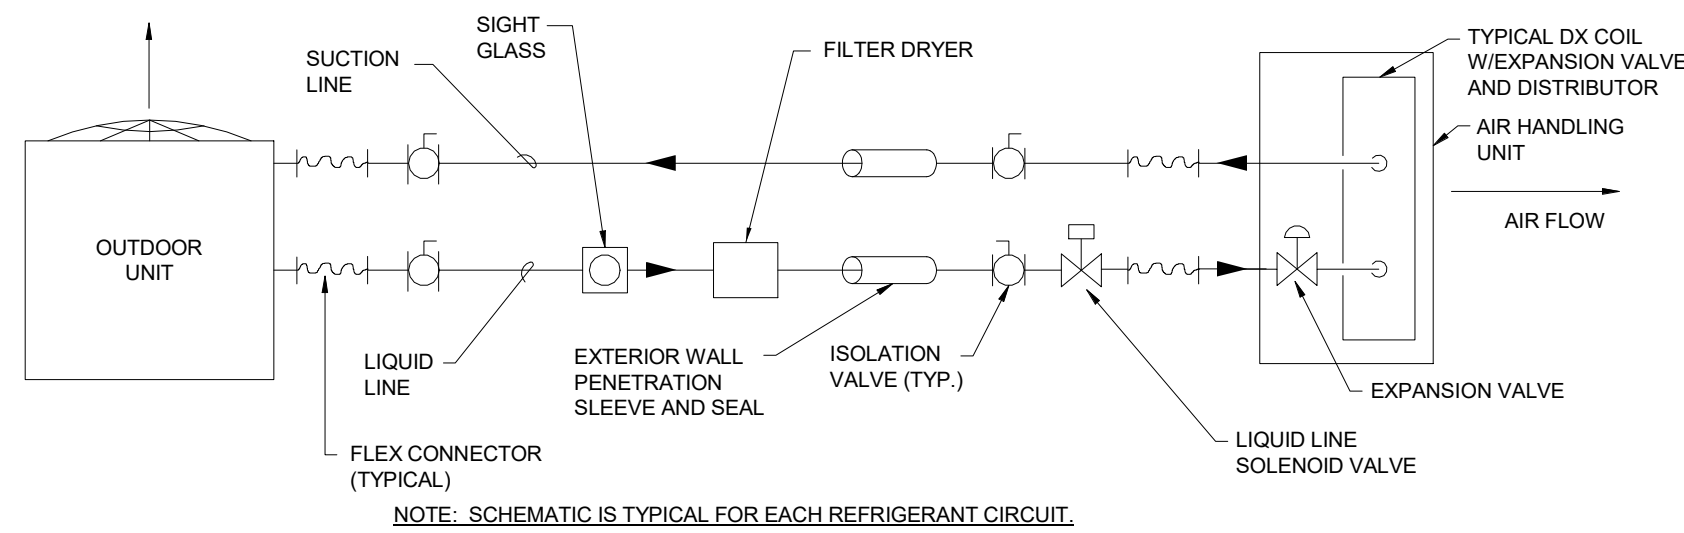 SIGHT
GLASS
SUCTION
LINE
FILTER DRYER
TYPICAL DX COIL
W/EXPANSION VALVE
AND DISTRIBUTOR
AIR HANDLING
UNIT
AIR FLOW
OUTDOOR
UNIT
LIQUID
LINE
EXTERIOR WALL
PENETRATION
SLEEVE AND SEAL
ISOLATION
VALVE (TYP.)
EXPANSION VALVE
FLEX CONNECTOR
(TYPICAL)
LIQUID LINE
SOLENOID VALVE
NOTE: SCHEMATIC IS TYPICAL FOR EACH REFRIGERANT CIRCUIT.